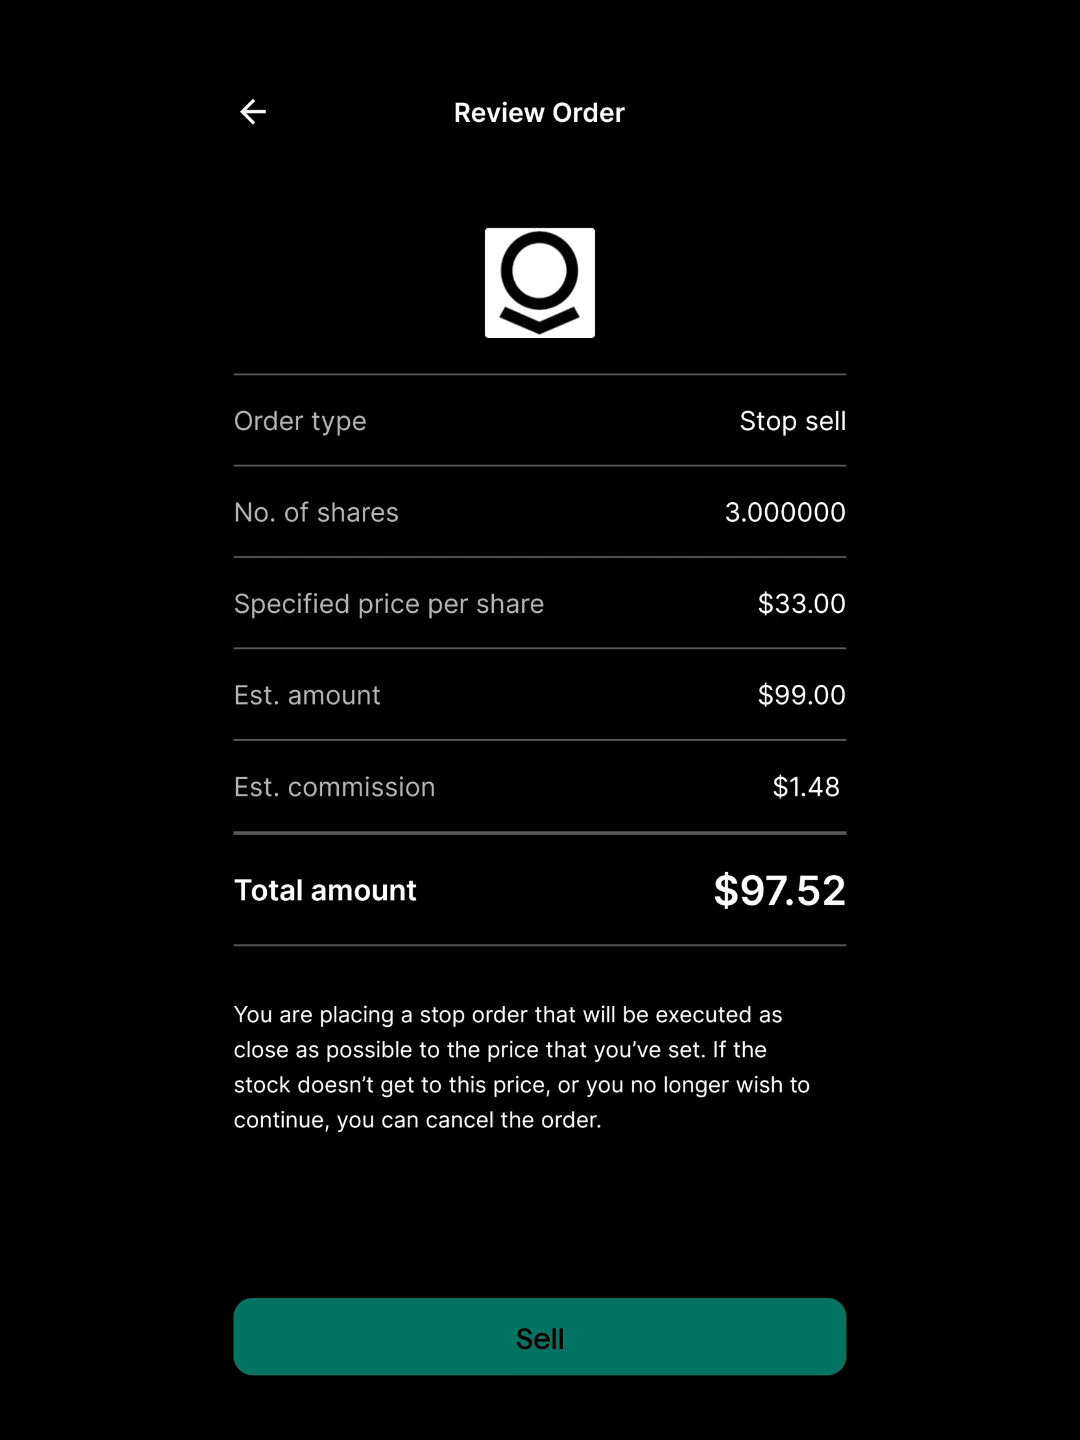 Review Order
Order type Stop sell
No. of shares 3.000000
Specified price per share $33.00
Est. amount $99.00
Est. commission $1.48
Total amount $97.52
You are placing a stop order that will be executed as
close as possible to the price that you’ve set. If the
stock doesn’t get to this price, or you no longer wish to
continue, you can cancel the order.
Sell